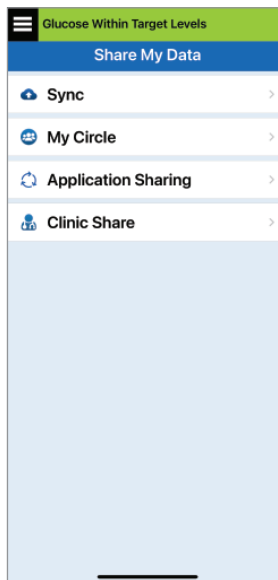 Glucose Within Target Levels
Share My Data
Sync
My Circle
Application Sharing
Clinic Share